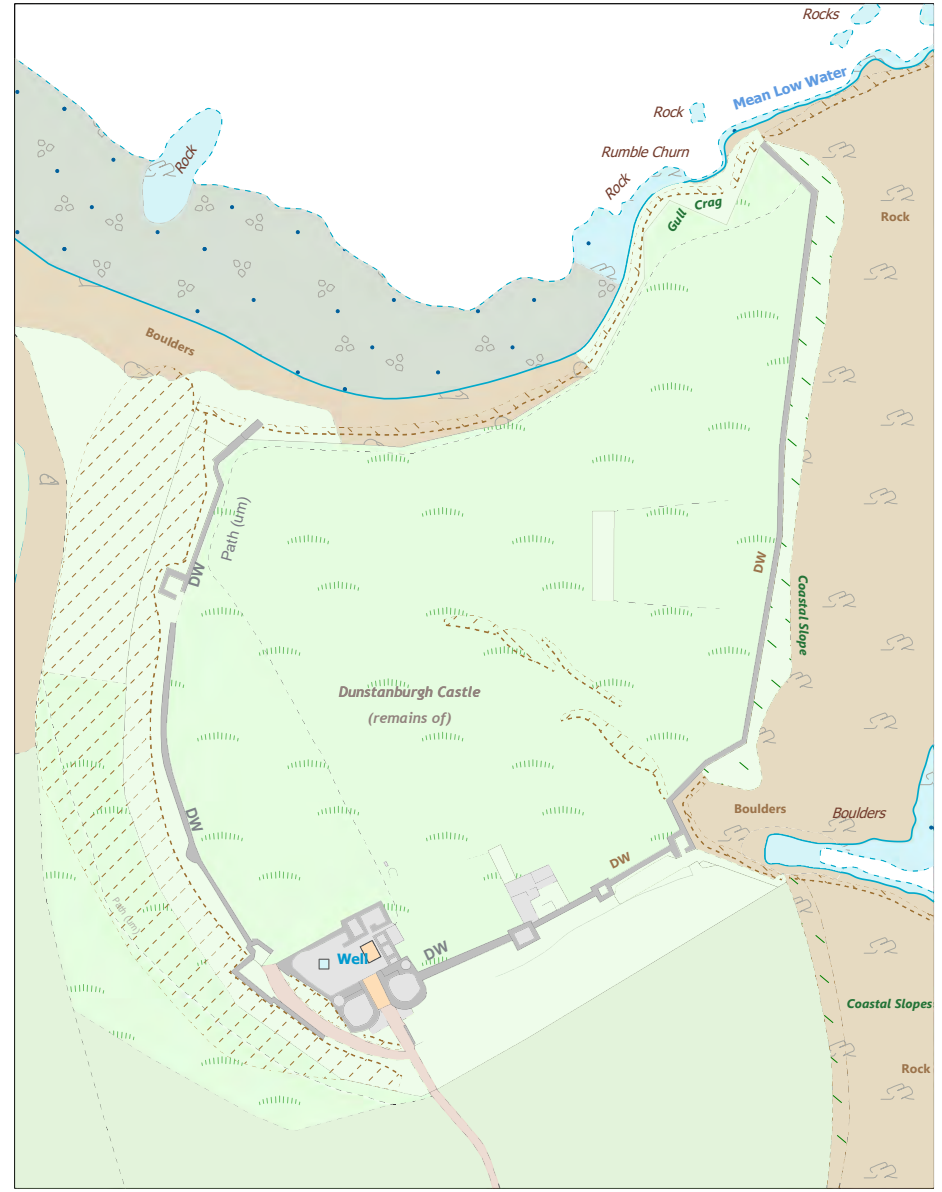 Rocks
Mean Low Water
Rock
Rumble Churn
Rock
Rock
Gull Crag
Rock
Boulders
Path (um)
DW
DW
Coastal Slope
Dunstanburgh Castle
(remains of)
Boulders
Boulders
DW
DW
Path (um)
DW
Well
Coastal Slopes
Rock